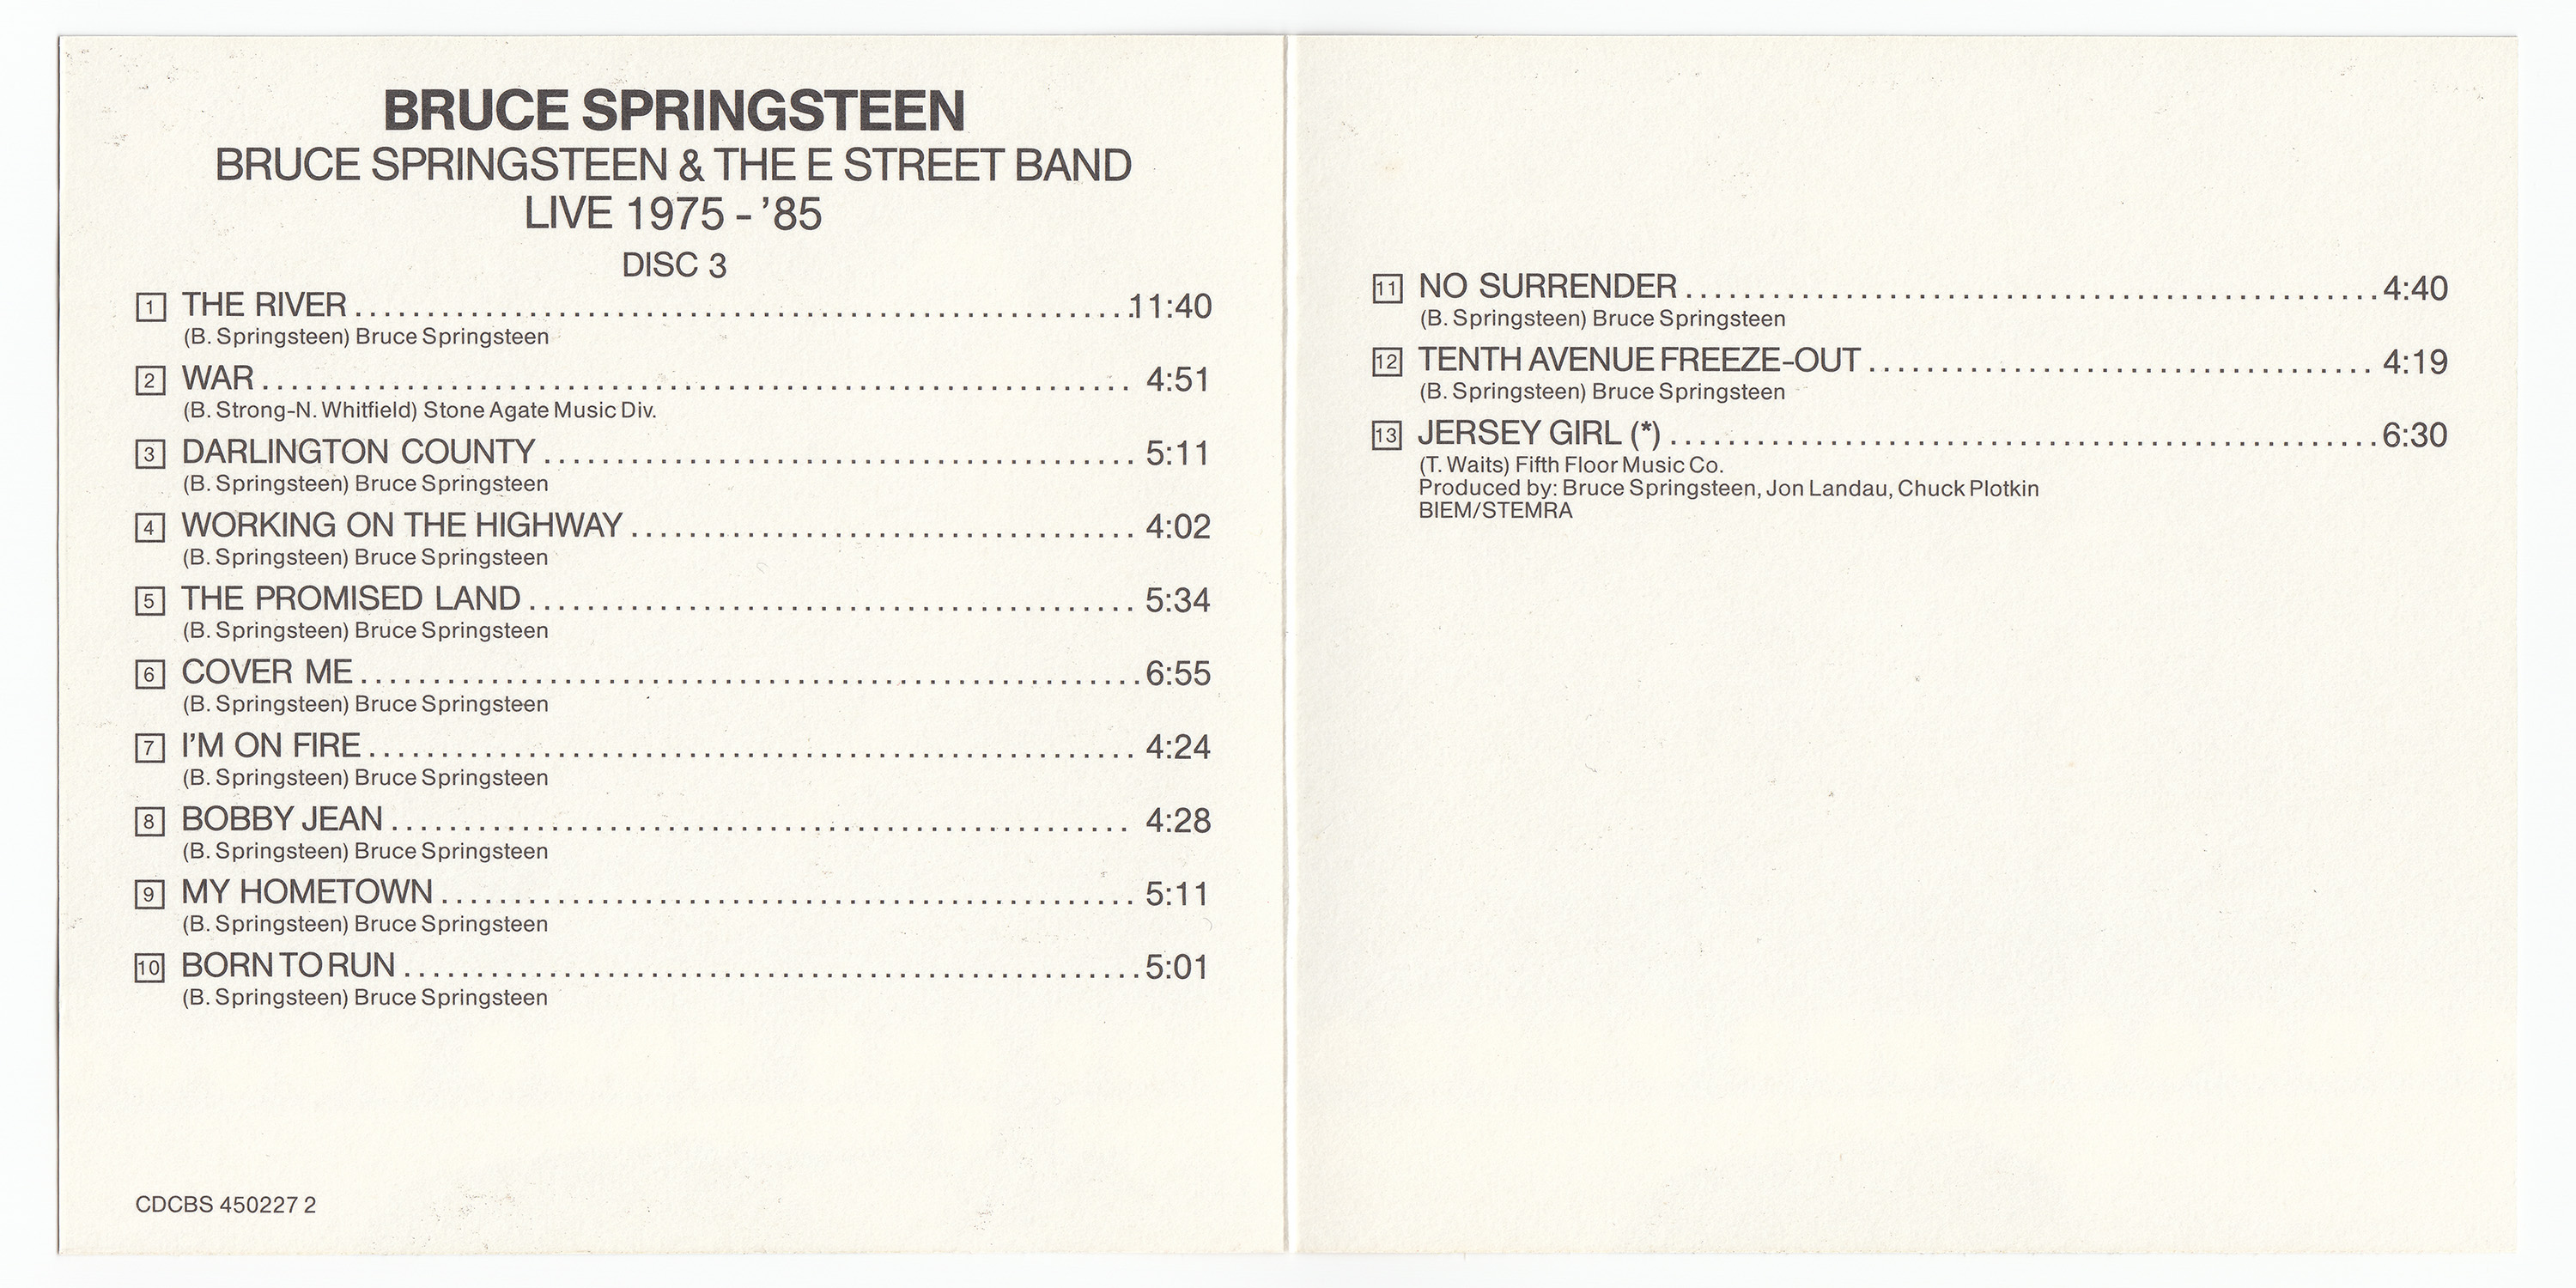 BRUCE SPRINGSTEEN
BRUCE SPRINGSTEEN & THE E STREET BAND
LIVE 1975 - '85
DISC 3
1 THE RIVER 11:40
(B. Springsteen) Bruce Springsteen
2 WAR 4:51
(B. Strong-N. Whitfield) Stone Agate Music Div.
3 DARLINGTON COUNTY 5:11
(B. Springsteen) Bruce Springsteen
4 WORKING ON THE HIGHWAY 4:02
(B. Springsteen) Bruce Springsteen
5 THE PROMISED LAND 5:34
(B. Springsteen) Bruce Springsteen
6 COVER ME 6:55
(B. Springsteen) Bruce Springsteen
7 I'M ON FIRE 4:24
(B. Springsteen) Bruce Springsteen
8 BOBBY JEAN 4:28
(B. Springsteen) Bruce Springsteen
9 MY HOMETOWN 5:11
(B. Springsteen) Bruce Springsteen
10 BORN TO RUN 5:01
(B. Springsteen) Bruce Springsteen
CDCBS 450227 2
11 NO SURRENDER 4:40
(B. Springsteen) Bruce Springsteen
12 TENTH AVENUE FREEZE-OUT 4:19
(B. Springsteen) Bruce Springsteen
13 JERSEY GIRL (*) 6:30
(T. Waits) Fifth Floor Music Co.
Produced by: Bruce Springsteen, Jon Landau, Chuck Plotkin
BIEM/STEMRA